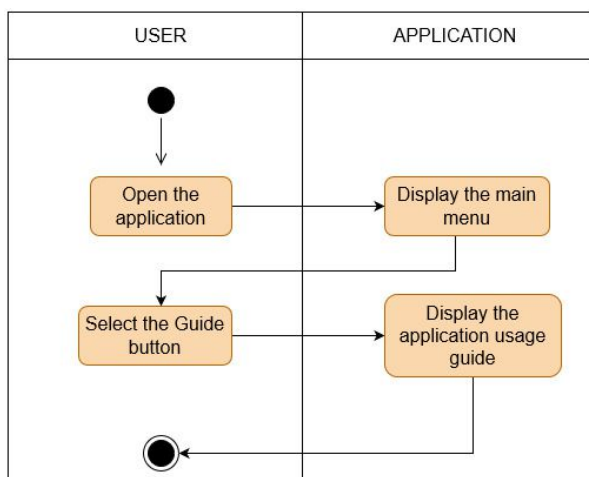 USER
APPLICATION
Open the
application
Display the main
menu
Select the Guide
button
Display the
application usage
guide